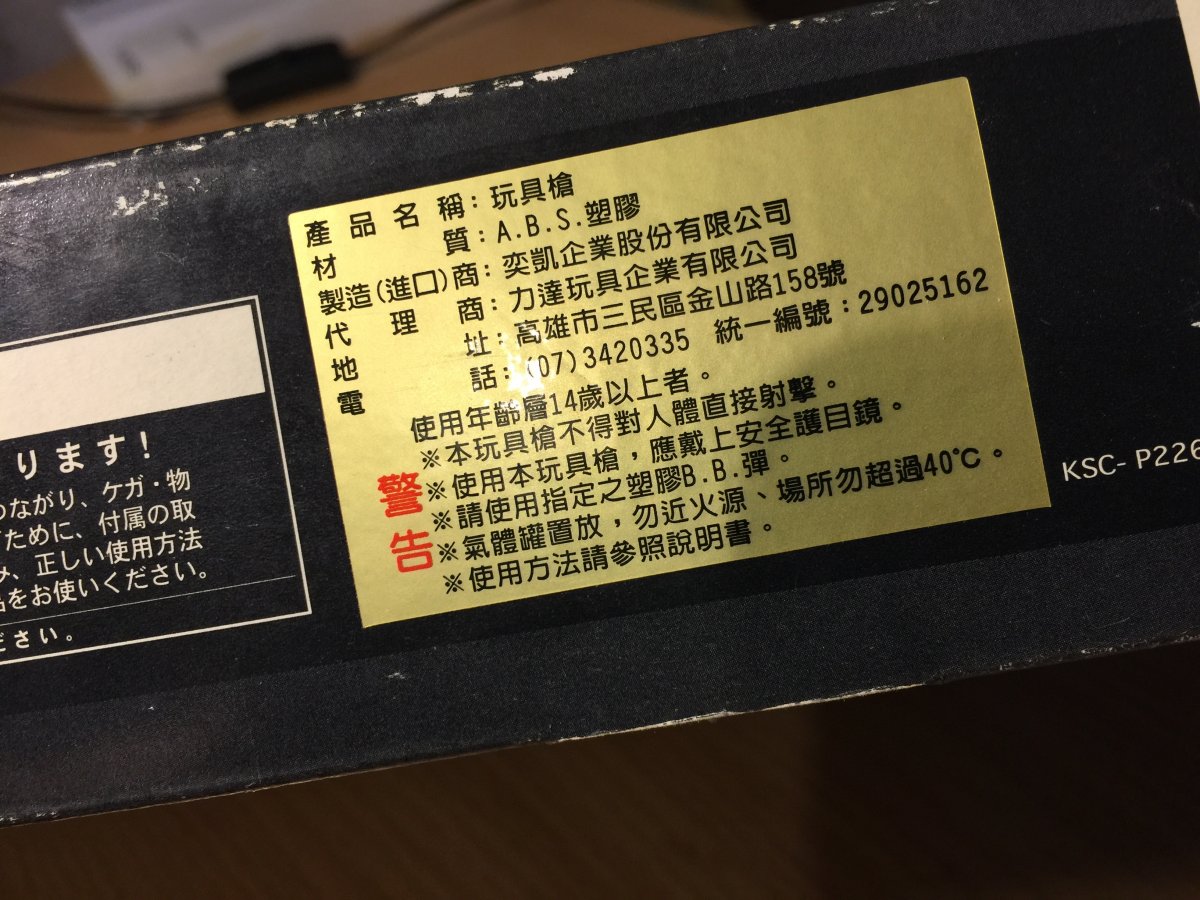 産品名稱:玩具槍
材質:A.B.S.塑膠
製造(進口)商:奕凱企業股份有限公司
代理商:力達玩具企業有限公司
地址:高雄市三民區金山路158號
電話:(07)3420335 統一編號:29025162
使用年齡層14歲以上者。
警告
※本玩具槍不得對人體直接射擊。
※使用本玩具槍，應戴上安全護目鏡。
※請使用指定之塑膠B.B.彈。
※氣體罐置放，勿近火源、場所勿超過40℃。
※使用方法請參照說明書。
ります!
つながり、ケガ・物
ために、付属の取
み、正しい使用方法
品をお使いください。
ださい。
KSC- P226